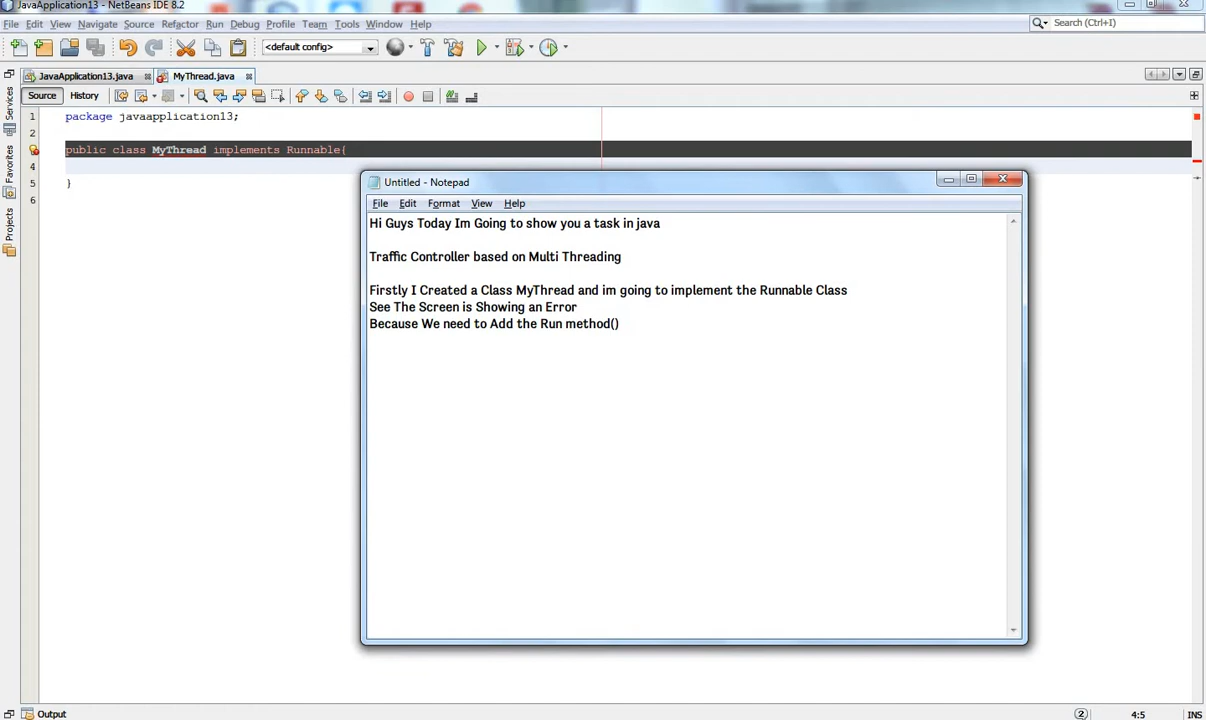 JavaApplication13 - NetBeans IDE 8.2
File Edit View Navigate Source Refactor Run Debug Profile Team Tools Window Help
Search (Ctrl+I)
<default config>
JavaApplication13.java
MyThread.java
Source History
Services
Favorites
Projects
1 package javaapplication13;
2
public class MyThread implements Runnable{
4
5 }
6
Untitled - Notepad
File Edit Format View Help
Hi Guys Today Im Going to show you a task in java
Traffic Controller based on Multi Threading
Firstly I Created a Class MyThread and im going to implement the Runnable Class
See The Screen is Showing an Error
Because We need to Add the Run method()
Output
2
4:5
INS